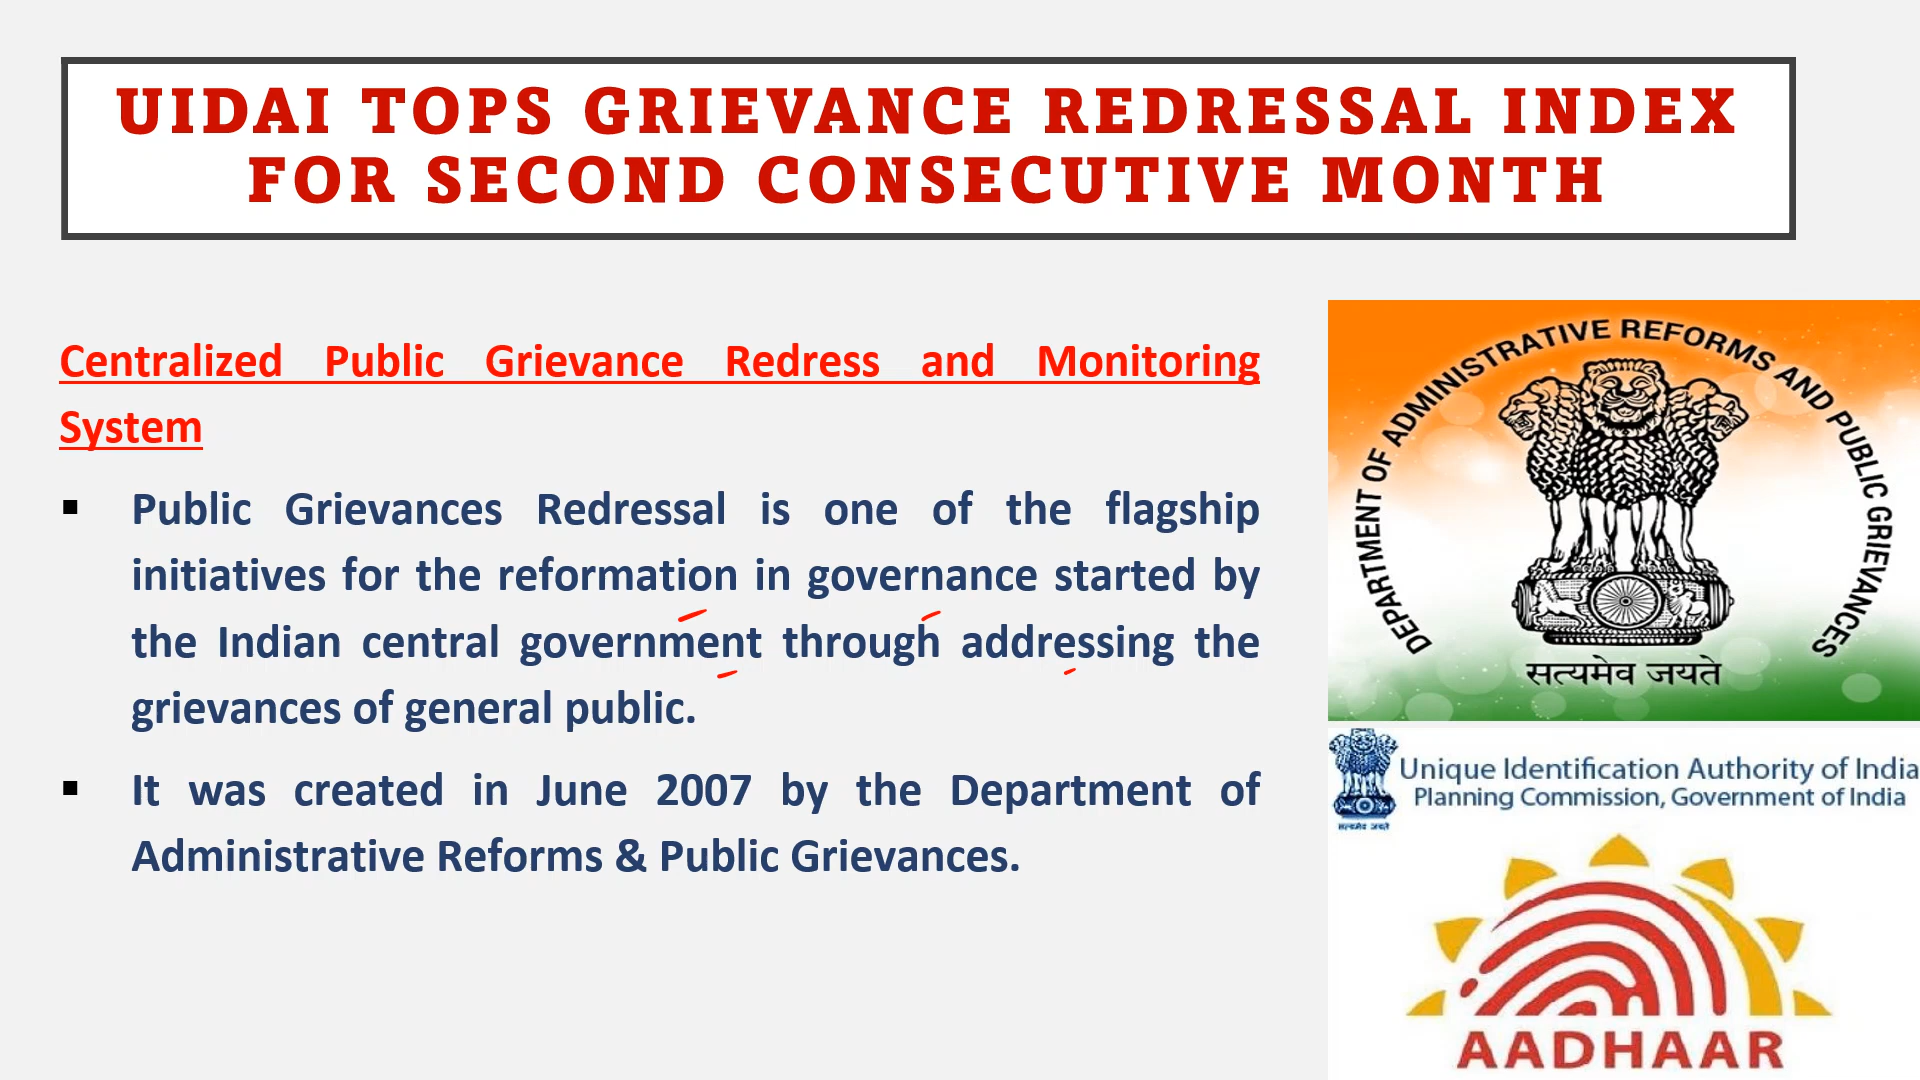 UIDAI TOPS GRIEVANCE REDRESSAL INDEX
FOR SECOND CONSECUTIVE MONTH
Centralized Public Grievance Redress and Monitoring
System
Public Grievances Redressal is one of the flagship
initiatives for the reformation in governance started by
the Indian central government through addressing the
grievances of general public.
It was created in June 2007 by the Department of
Administrative Reforms & Public Grievances.
DEPARTMENT OF ADMINISTRATIVE REFORMS AND PUBLIC GRIEVANCES
सत्यमेव जयते
Unique Identification Authority of India
Planning Commission, Government of India
सत्यमेव जयते
AADHAAR